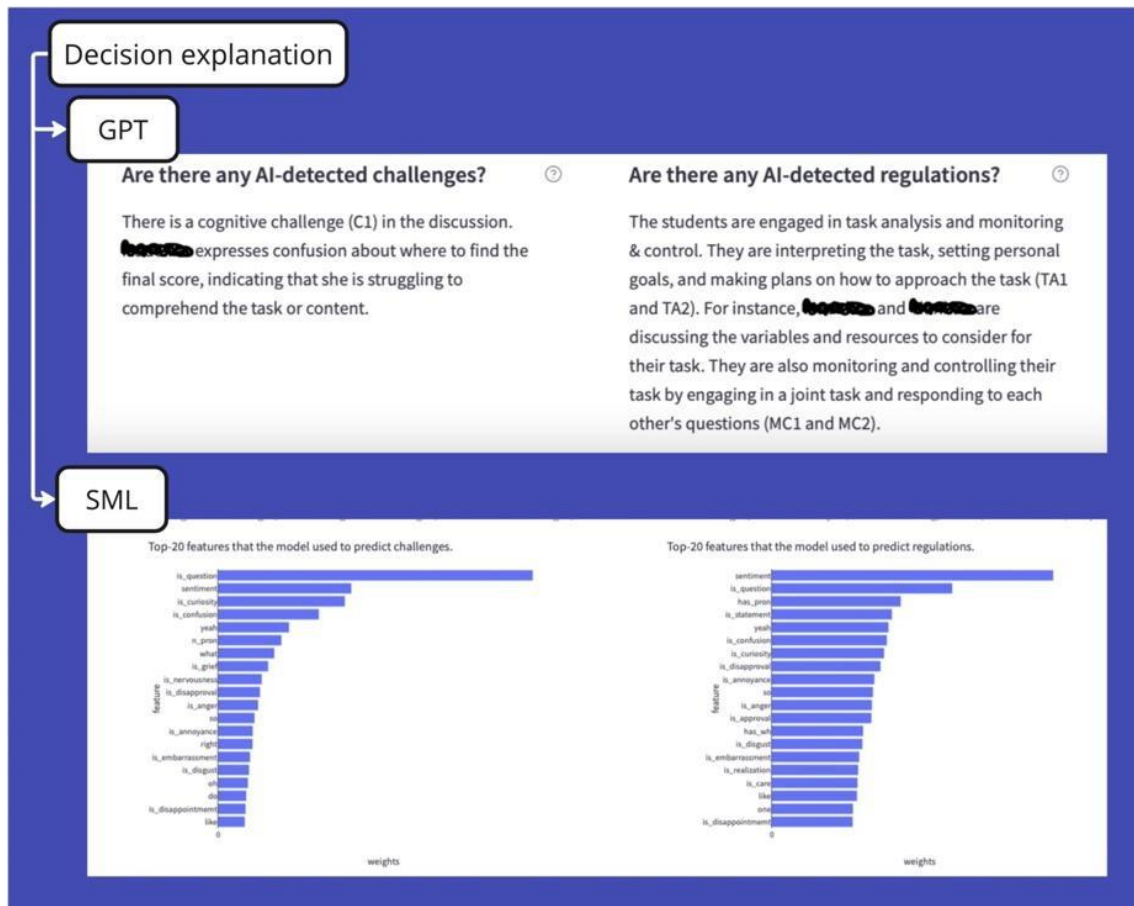 Decision explanation
GPT
Are there any AI-detected challenges?
There is a cognitive challenge (C1) in the discussion.
expresses confusion about where to find the
final score, indicating that she is struggling to
comprehend the task or content.
Are there any AI-detected regulations?
The students are engaged in task analysis and monitoring
& control. They are interpreting the task, setting personal
goals, and making plans on how to approach the task (TA1
and TA2). For instance, and are
discussing the variables and resources to consider for
their task. They are also monitoring and controlling their
task by engaging in a joint task and responding to each
other's questions (MC1 and MC2).
SML
Top-20 features that the model used to predict challenges.
feature
is_question
sentiment
is_curiosity
is_confusion
yeah
n_pron
what
is_grief
is_nervousness
is_disapproval
is_anger
so
is_annoyance
right
is_embarrassment
is_disgust
oh
do
is_disappointment
like
0
weights
Top-20 features that the model used to predict regulations.
feature
sentiment
is_question
has_pron
is_statement
yeah
is_confusion
is_curiosity
is_disapproval
is_annoyance
so
is_anger
is_approval
has_wh
is_disgust
is_embarrassment
is_realization
is_care
like
one
is_disappointment
0
weights